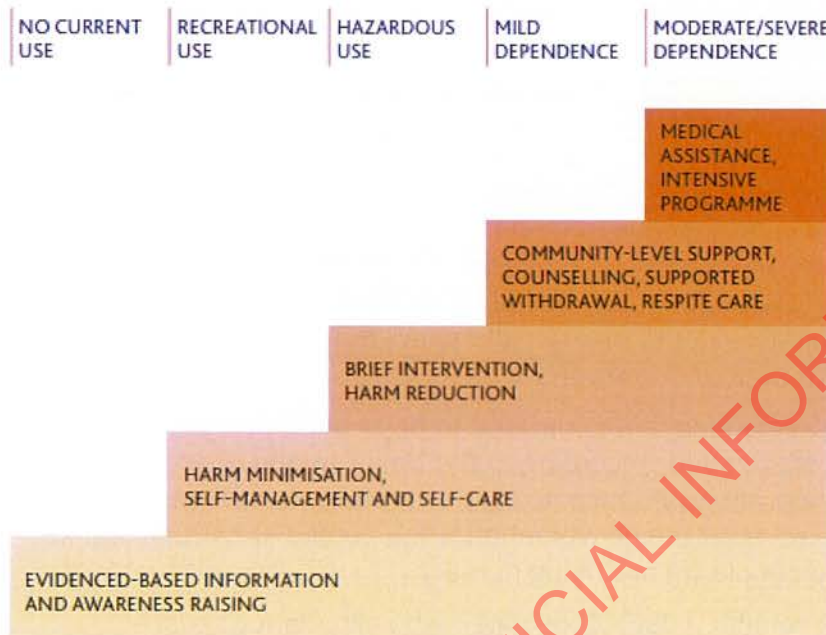 NO CURRENT
USE
RECREATIONAL
USE
HAZARDOUS
USE
MILD
DEPENDENCE
MODERATE/SEVERE
DEPENDENCE
MEDICAL
ASSISTANCE,
INTENSIVE
PROGRAMME
COMMUNITY-LEVEL SUPPORT,
COUNSELLING, SUPPORTED
WITHDRAWAL, RESPITE CARE
BRIEF INTERVENTION,
HARM REDUCTION
HARM MINIMISATION,
SELF-MANAGEMENT AND SELF-CARE
EVIDENCED-BASED INFORMATION
AND AWARENESS RAISING